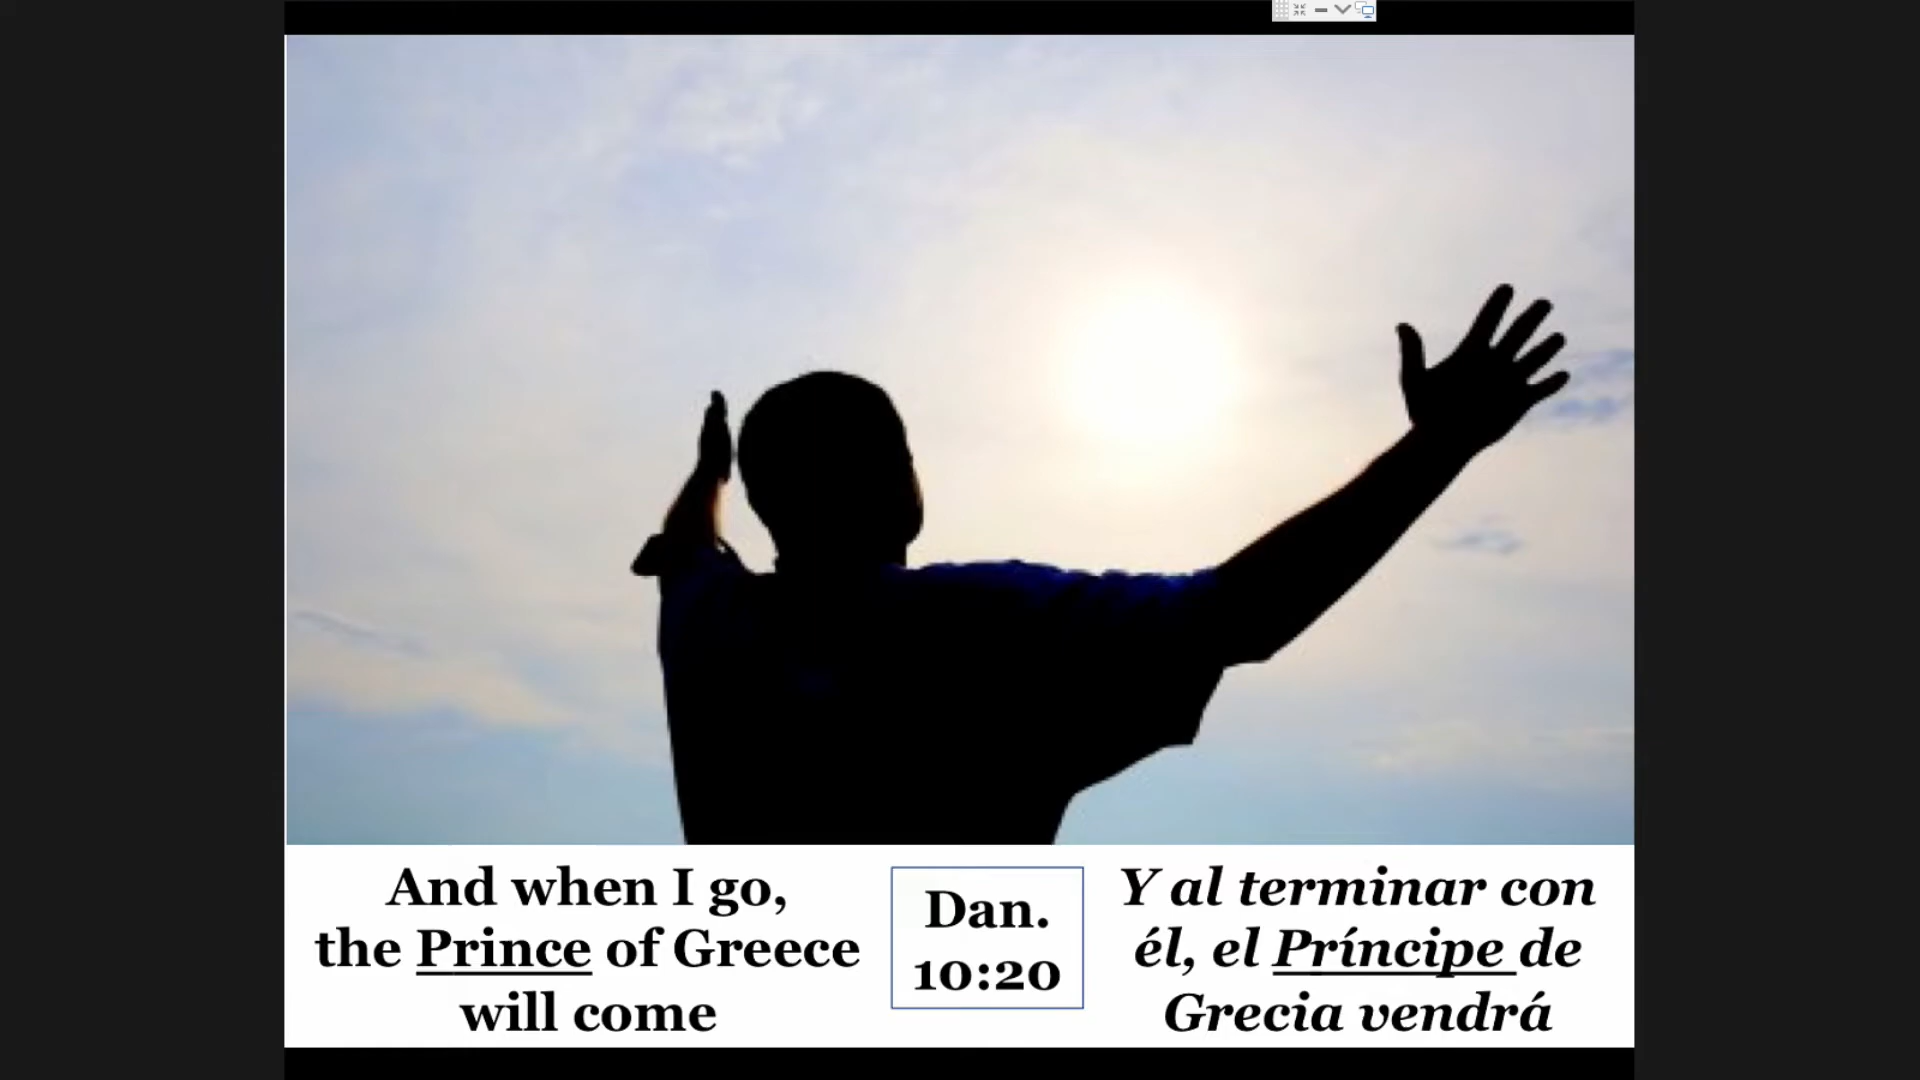 And when I go,
the Prince of Greece
will come
Dan.
10:20
Y al terminar con
él, el Príncipe de
Grecia vendrá